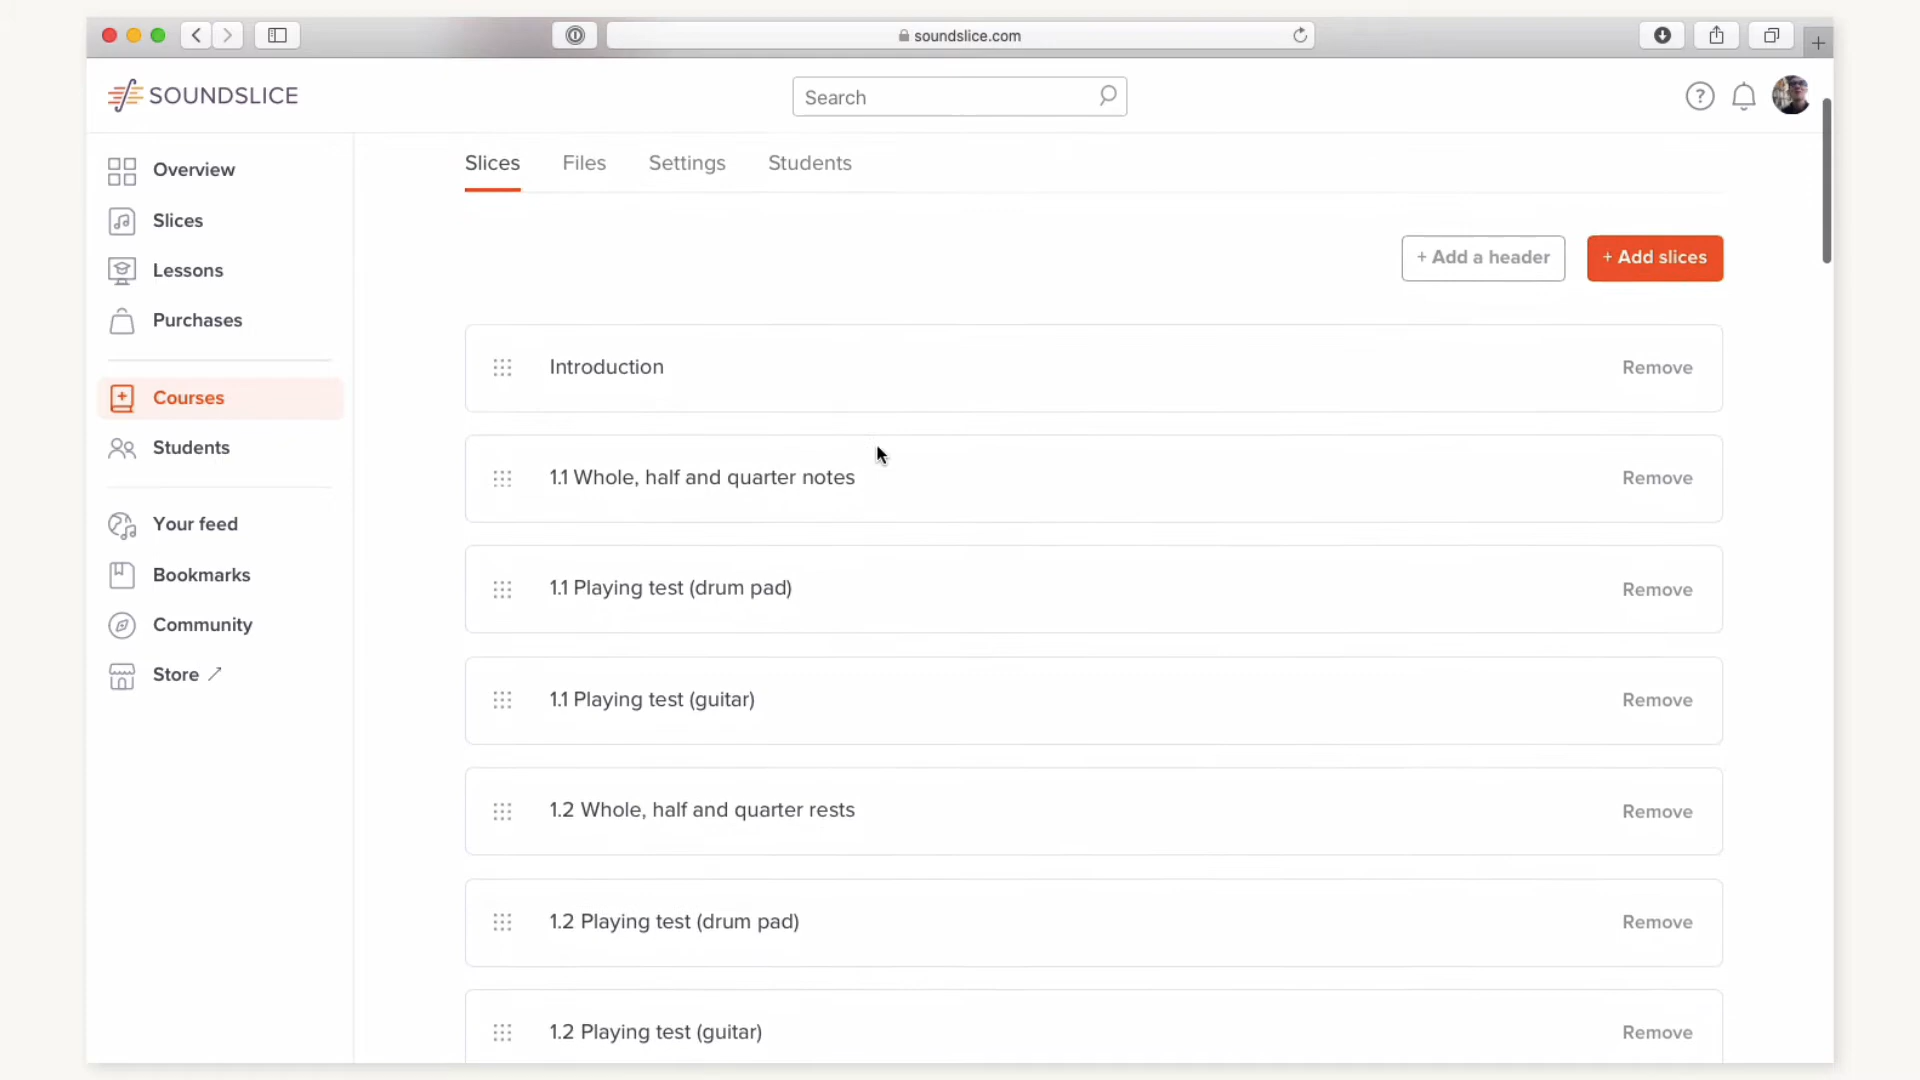 soundslice.com
SOUNDSLICE
Search
Overview
Slices
Lessons
Purchases
Courses
Students
Your feed
Bookmarks
Community
Store
Slices Files Settings Students
+ Add a header + Add slices
Introduction Remove
1.1 Whole, half and quarter notes Remove
1.1 Playing test (drum pad) Remove
1.1 Playing test (guitar) Remove
1.2 Whole, half and quarter rests Remove
1.2 Playing test (drum pad) Remove
1.2 Playing test (guitar) Remove